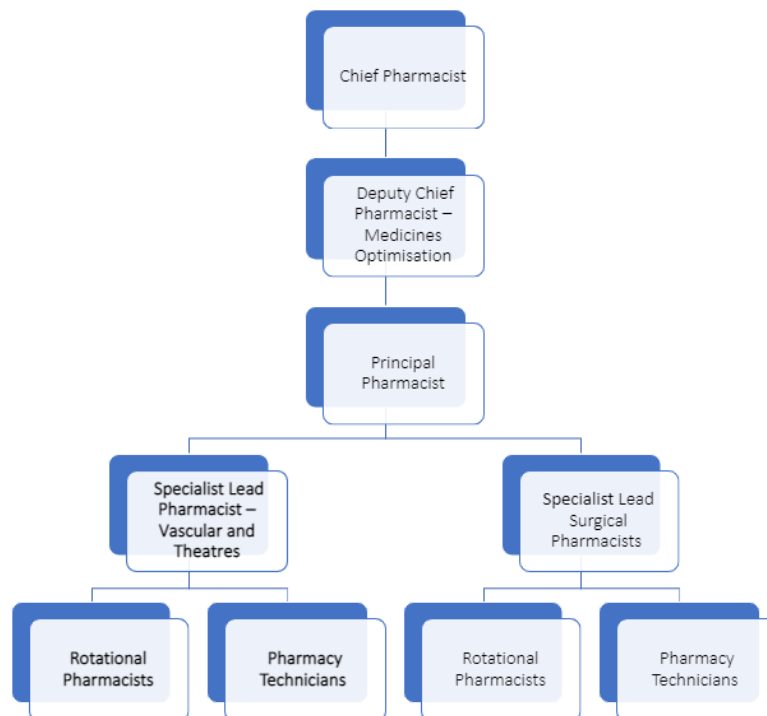 Chief Pharmacist
Deputy Chief
Pharmacist –
Medicines
Optimisation
Principal
Pharmacist
Specialist Lead
Pharmacist –
Vascular and
Theatres
Specialist Lead
Surgical
Pharmacists
Rotational
Pharmacists
Pharmacy
Technicians
Rotational
Pharmacists
Pharmacy
Technicians